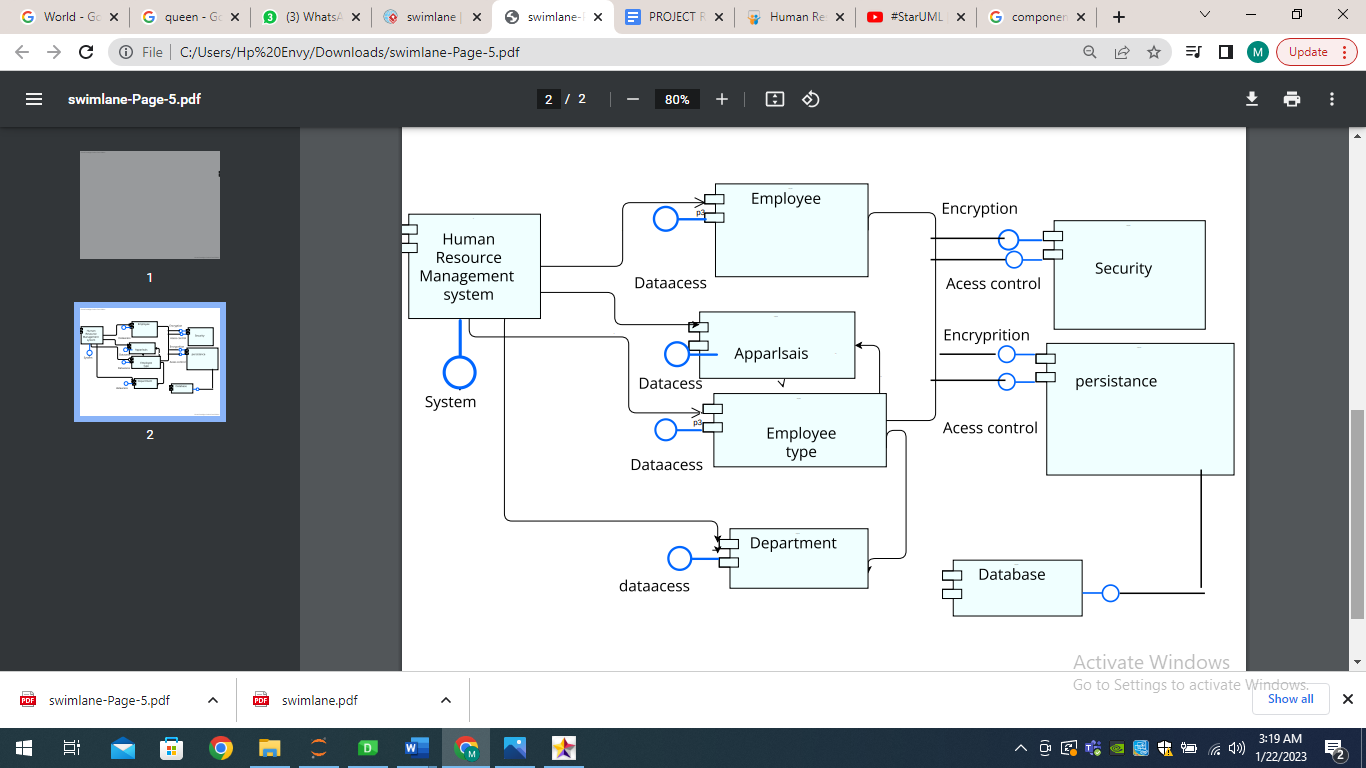 World - Go
queen - Go
(3) WhatsA
swimlane
swimlane-
PROJECT R
Human Re
#StarUML
componen
File
C:/Users/Hp%20Envy/Downloads/swimlane-Page-5.pdf
M
Update
swimlane-Page-5.pdf
2 / 2
80%
1
2
Human
Resource
Management
system
System
Employee
p3
Dataacess
Apparlsais
Datacess
Employee
type
p3
Dataacess
Department
dataacess
Encryption
Acess control
Security
Encryprition
persistance
Acess control
Database
Activate Windows
Go to Settings to activate Windows.
swimlane-Page-5.pdf
swimlane.pdf
Show all
3:19 AM
1/22/2023
2